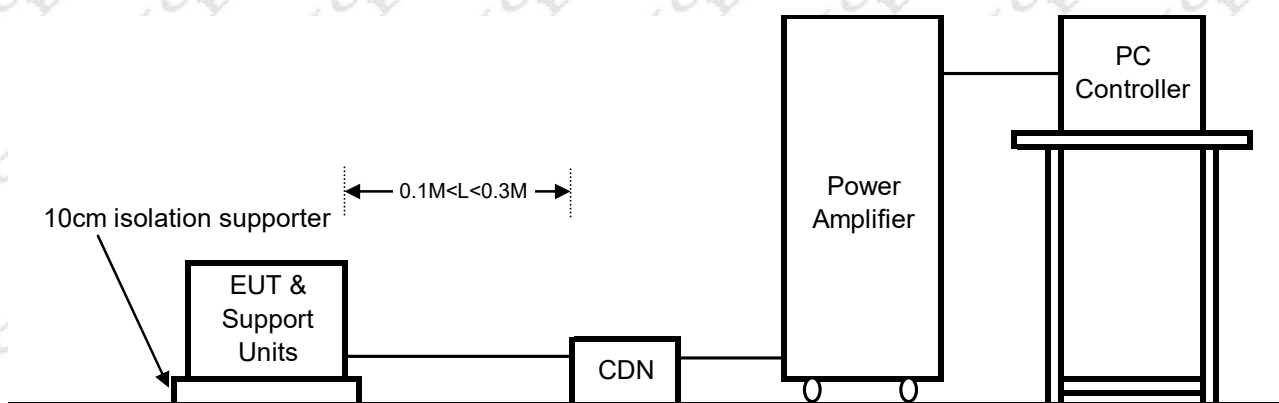 PC
Controller
Power
Amplifier
0.1M<L<0.3M
10cm isolation supporter
EUT &
Support
Units
CDN